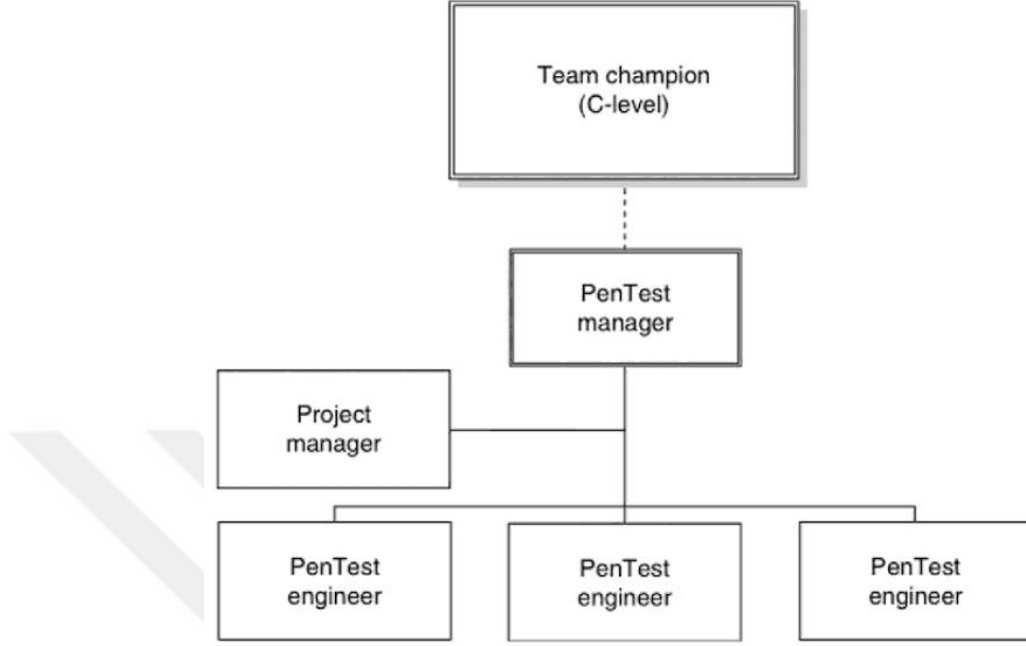 Team champion
(C-level)
PenTest
manager
Project
manager
PenTest
engineer
PenTest
engineer
PenTest
engineer